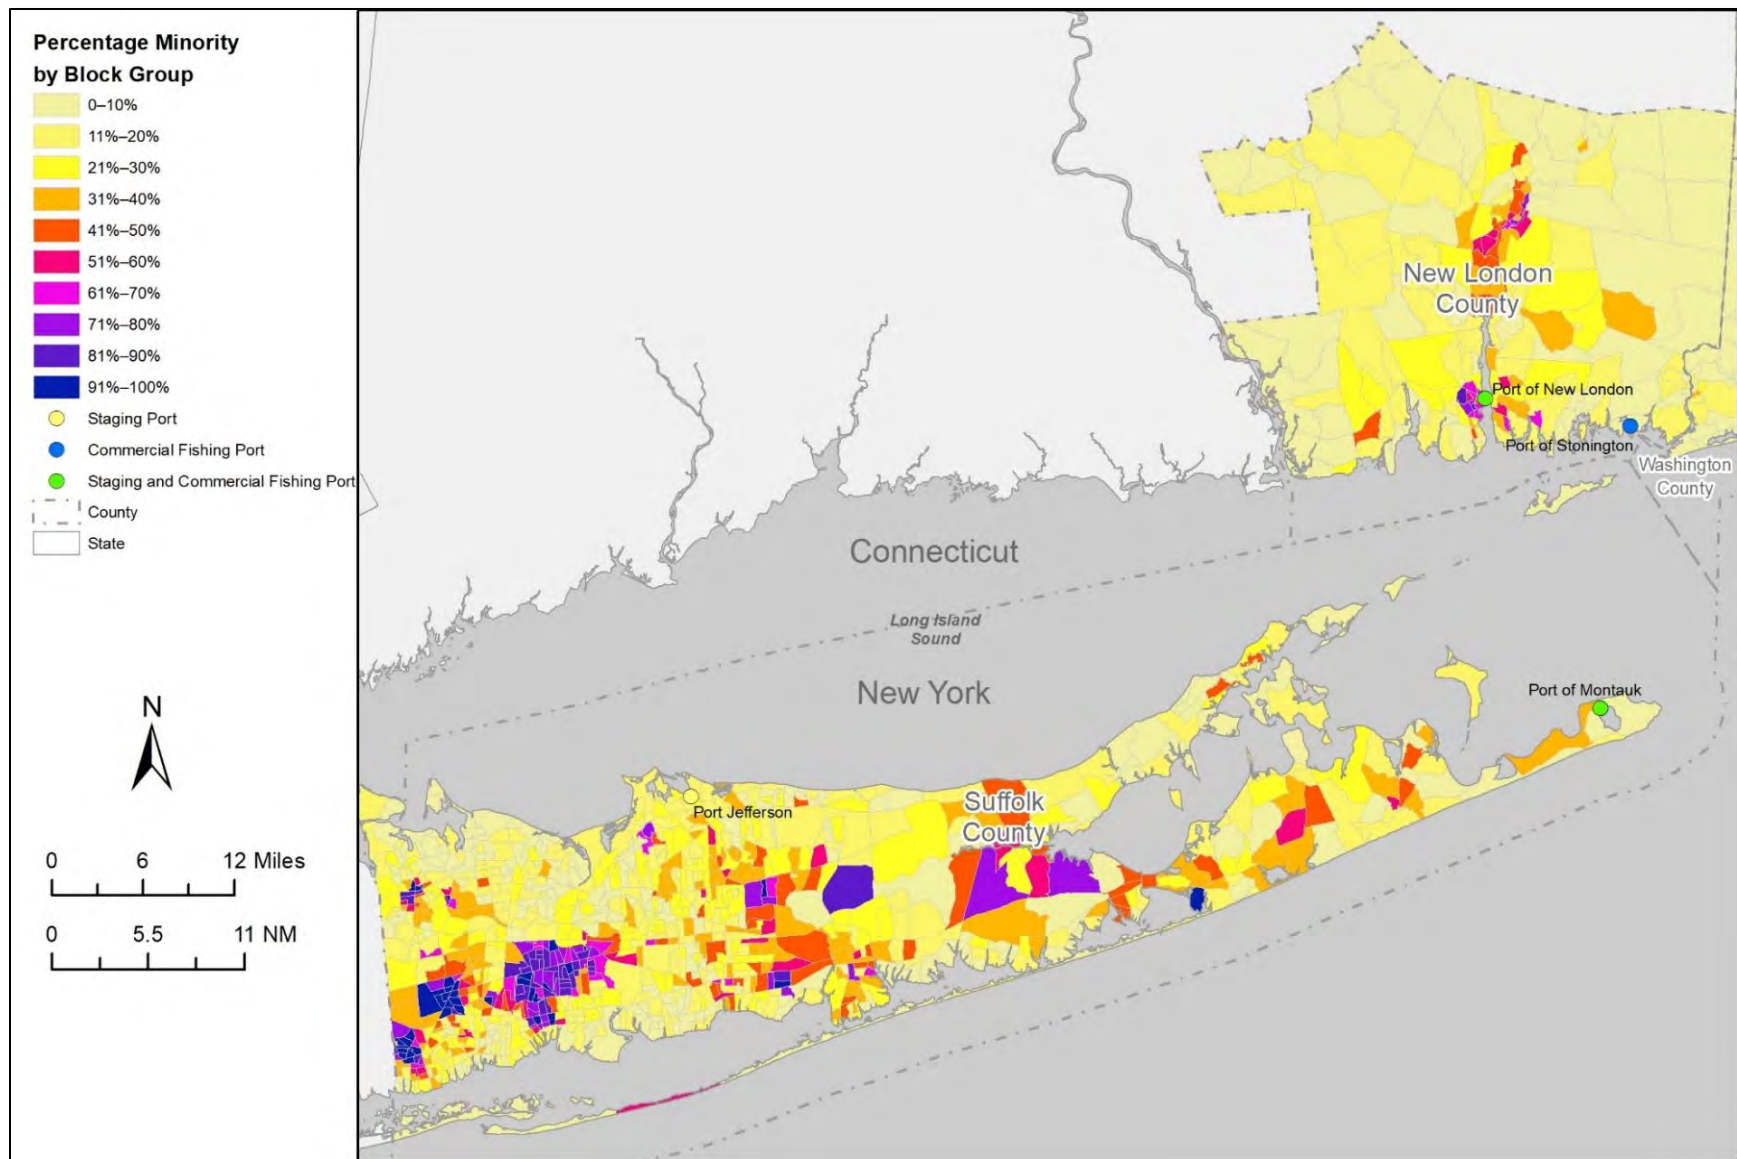 Percentage Minority
by Block Group
0–10%
11%–20%
21%–30%
31%–40%
41%–50%
51%–60%
61%–70%
71%–80%
81%–90%
91%–100%
Staging Port
Commercial Fishing Port
Staging and Commercial Fishing Port
County
State
N
0 6 12 Miles
0 5.5 11 NM
New London
County
Port of New London
Port of Stonington
Washington
County
Connecticut
Long Island
Sound
New York
Port of Montauk
Suffolk
County
Port Jefferson